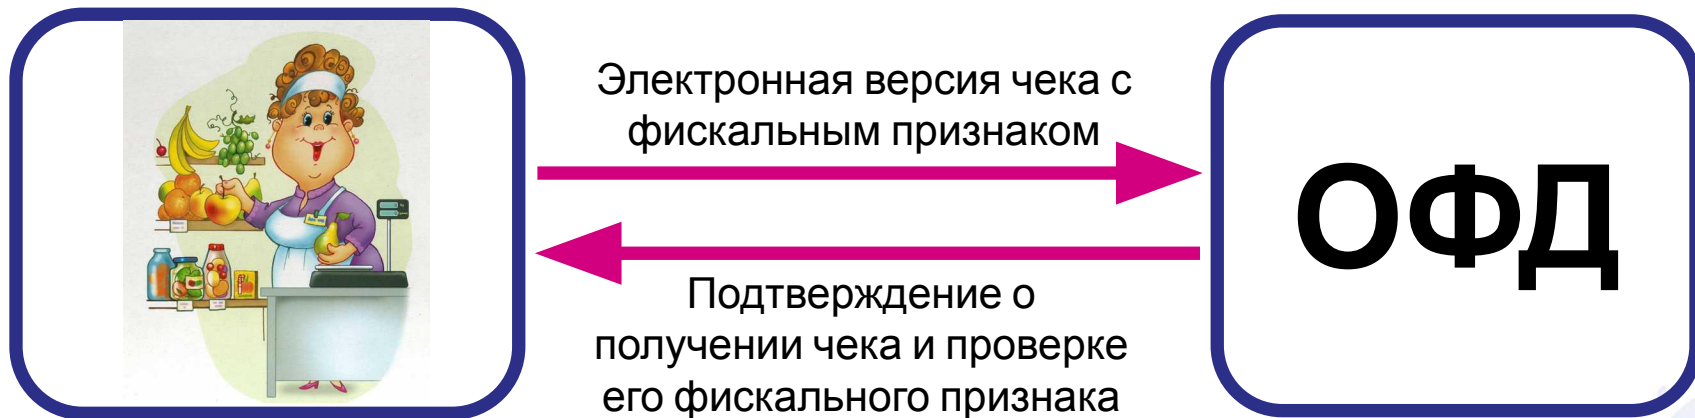 Электронная версия чека с
фискальным признаком
ОФД
Подтверждение о
получении чека и проверке
его фискального признака